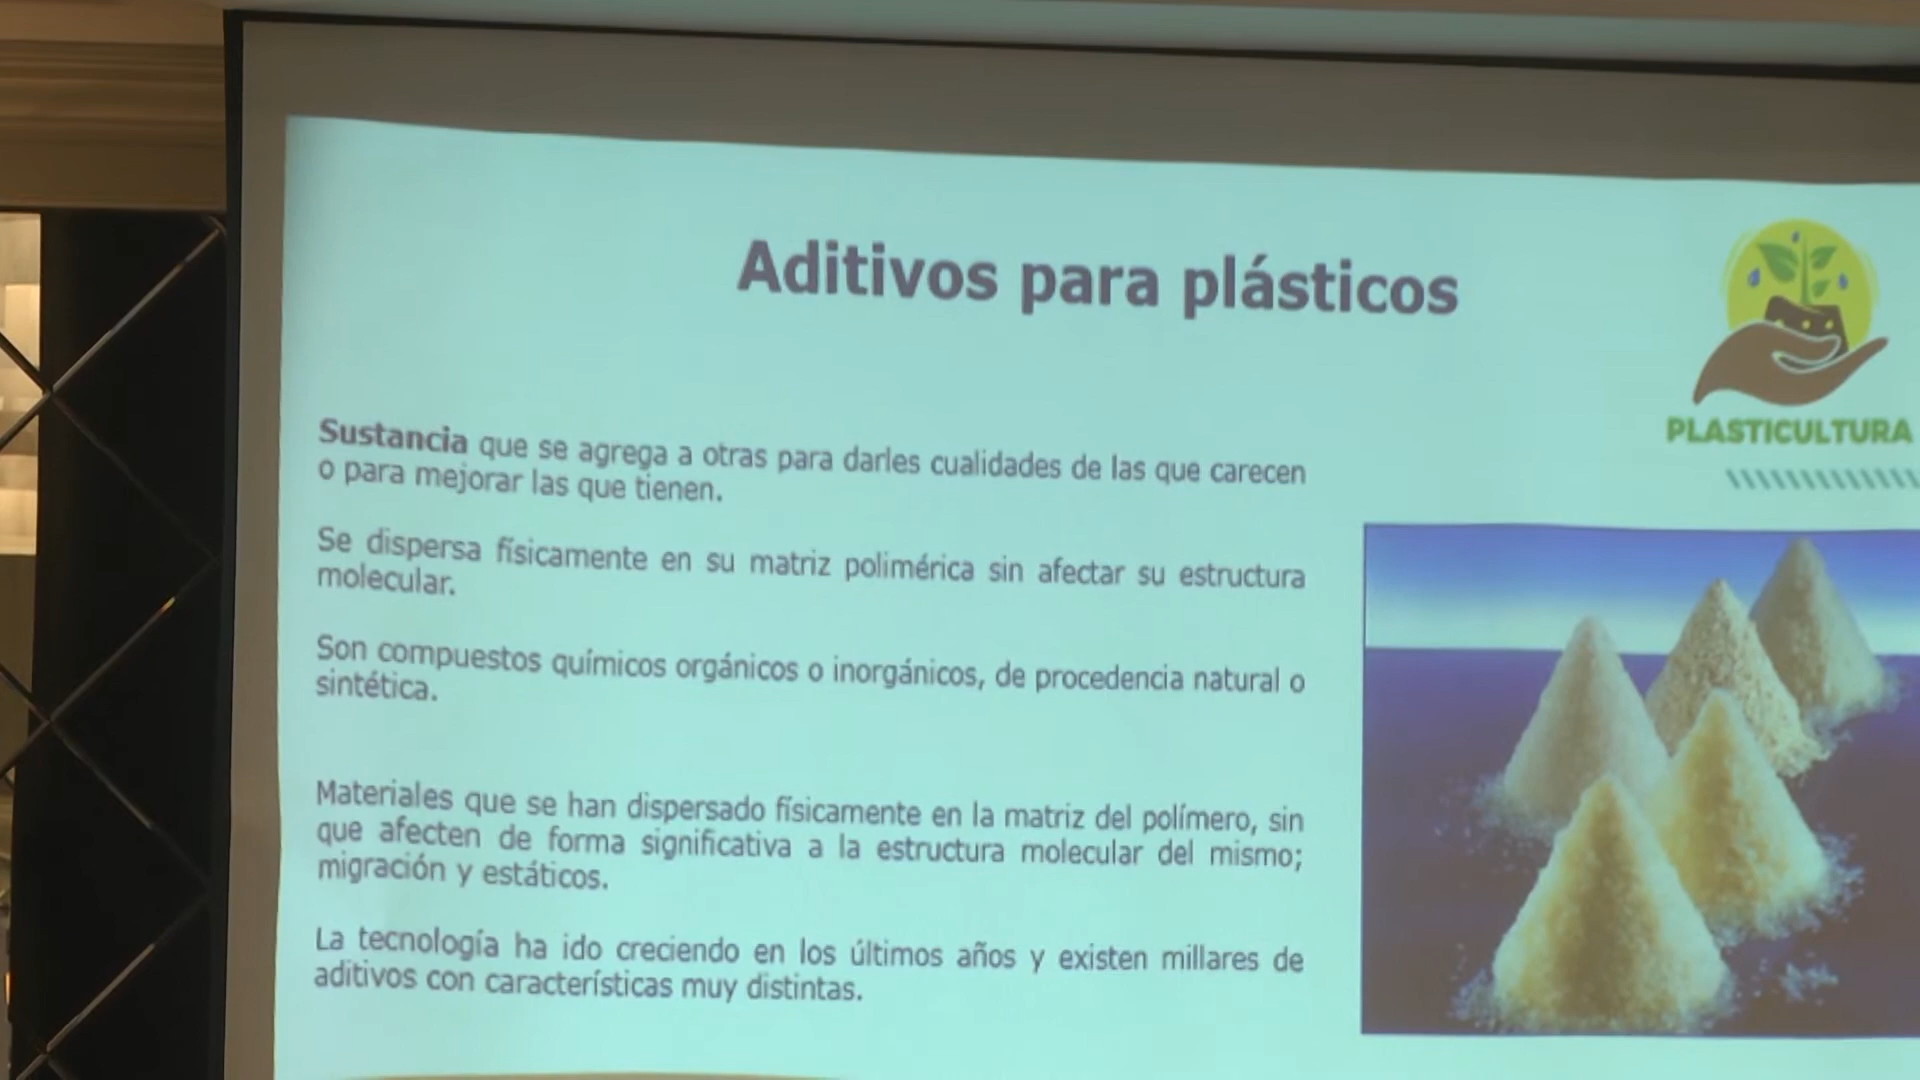 Aditivos para plásticos
PLASTICULTURA
Sustancia que se agrega a otras para darles cualidades de las que carecen
o para mejorar las que tienen.
Se dispersa físicamente en su matriz polimérica sin afectar su estructura
molecular.
Son compuestos químicos orgánicos o inorgánicos, de procedencia natural o
sintética.
Materiales que se han dispersado físicamente en la matriz del polímero, sin
que afecten de forma significativa a la estructura molecular del mismo;
migración y estáticos.
La tecnología ha ido creciendo en los últimos años y existen millares de
aditivos con características muy distintas.